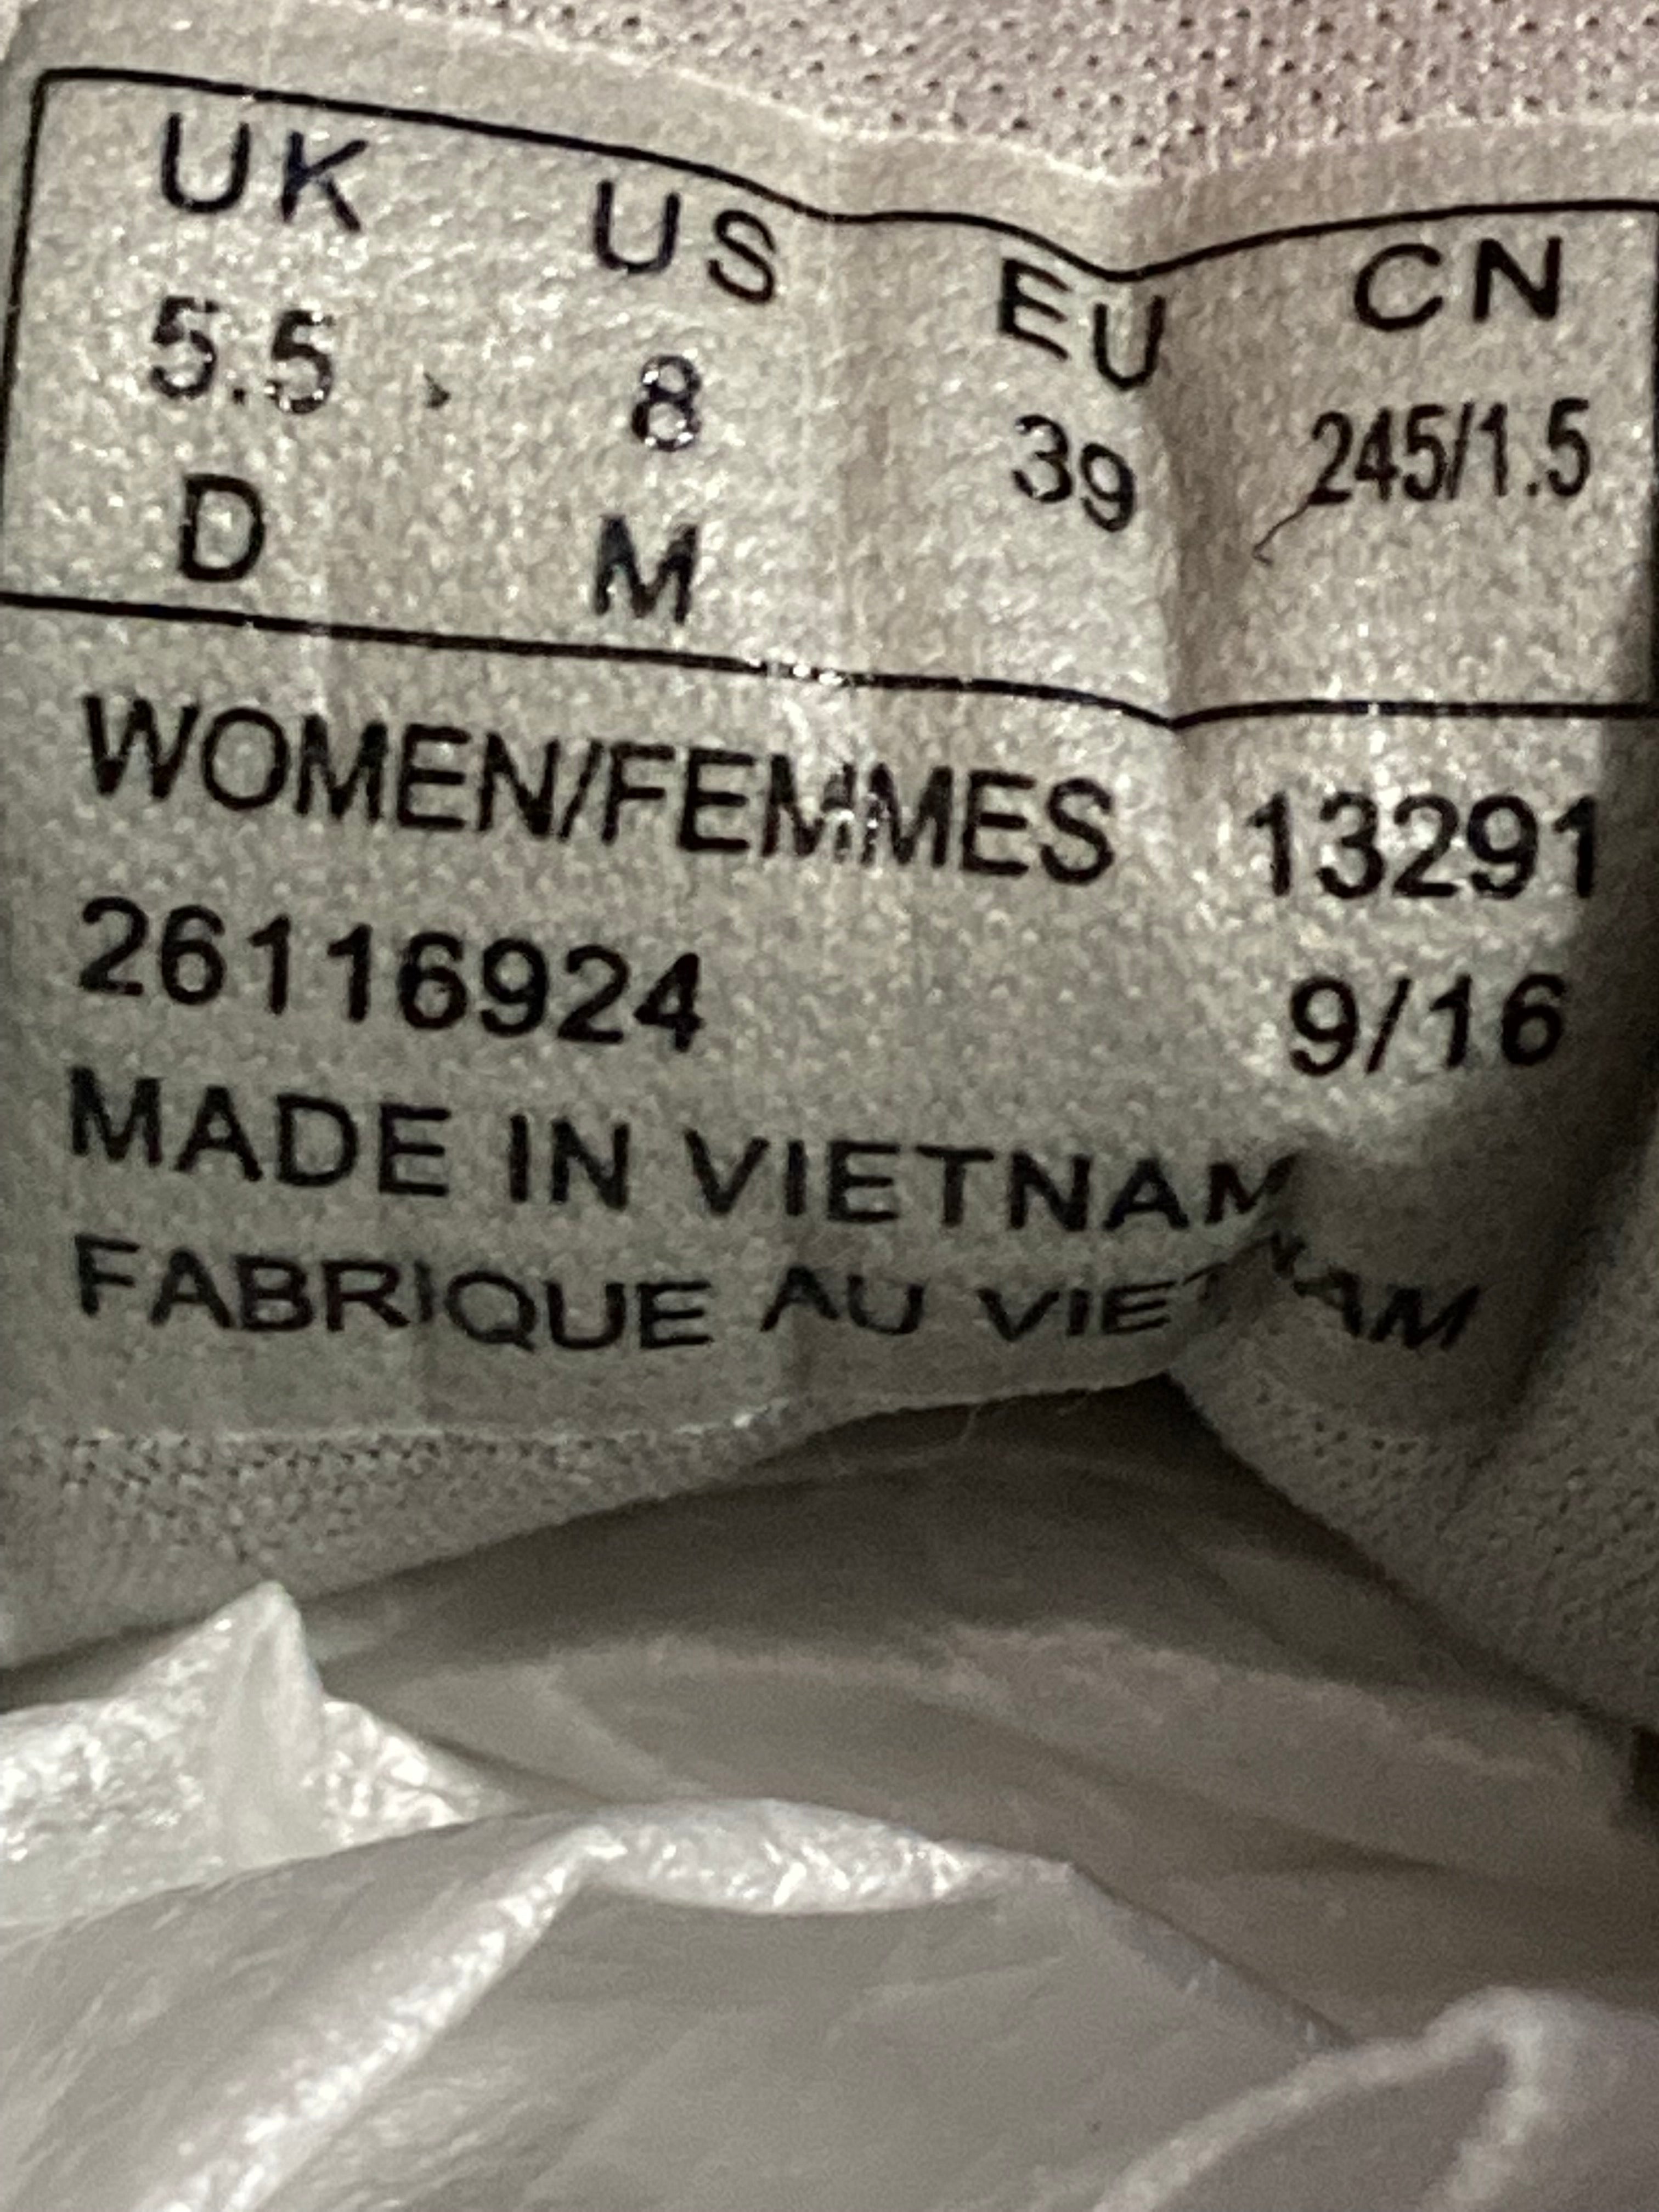 UK US EU CN
5.5 8 39 245/1.5
D M
WOMEN/FEMMES 13291
26116924 9/16
MADE IN VIETNAM
FABRIQUE AU VIETNAM